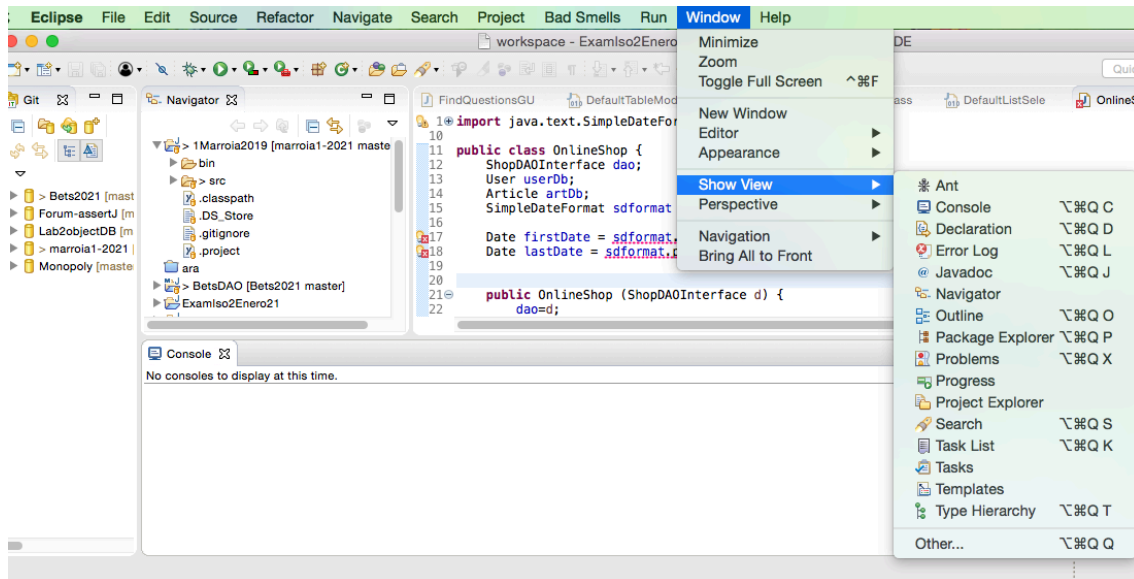 Eclipse File Edit Source Refactor Navigate Search Project Bad Smells Run Window Help
workspace - ExamIso2Enero
DE
Quic
Git
Navigator
> Bets2021 [mast
Forum-assertJ [m
Lab2objectDB [m
> marroia1-2021 |
Monopoly [maste
> 1Marroia2019 [marroia1-2021 maste
bin
> src
.classpath
.DS_Store
.gitignore
.project
ara
> BetsDAO [Bets2021 master]
ExamIso2Enero21
FindQuestionsGU
DefaultTableMod
ass
DefaultListSele
OnlineS
1 import java.text.SimpleDateFor
10
11 public class OnlineShop {
12 ShopDAOInterface dao;
13 User userDb;
14 Article artDb;
15 SimpleDateFormat sdformat
16
17 Date firstDate = sdformat.
18 Date lastDate = sdformat.p
19
20
21 public OnlineShop (ShopDAOInterface d) {
22 dao=d;
Console
No consoles to display at this time.
Minimize
Zoom
Toggle Full Screen ^⌘F
New Window
Editor
Appearance
Show View
Perspective
Navigation
Bring All to Front
Ant
Console ⌥⌘Q C
Declaration ⌥⌘Q D
Error Log ⌥⌘Q L
Javadoc ⌥⌘Q J
Navigator
Outline ⌥⌘Q O
Package Explorer ⌥⌘Q P
Problems ⌥⌘Q X
Progress
Project Explorer
Search ⌥⌘Q S
Task List ⌥⌘Q K
Tasks
Templates
Type Hierarchy ⌥⌘Q T
Other... ⌥⌘Q Q